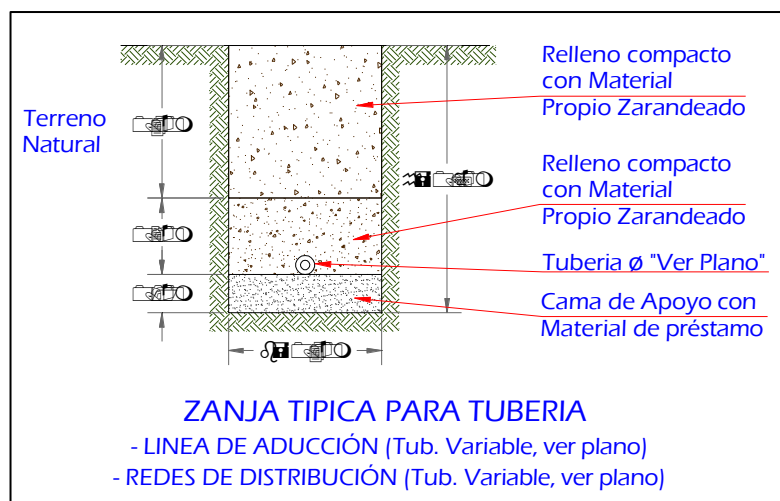 Terreno
Natural
Relleno compacto
con Material
Propio Zarandeado
Relleno compacto
con Material
Propio Zarandeado
Tuberia ø "Ver Plano"
Cama de Apoyo con
Material de préstamo
ZANJA TIPICA PARA TUBERIA
- LINEA DE ADUCCIÓN (Tub. Variable, ver plano)
- REDES DE DISTRIBUCIÓN (Tub. Variable, ver plano)